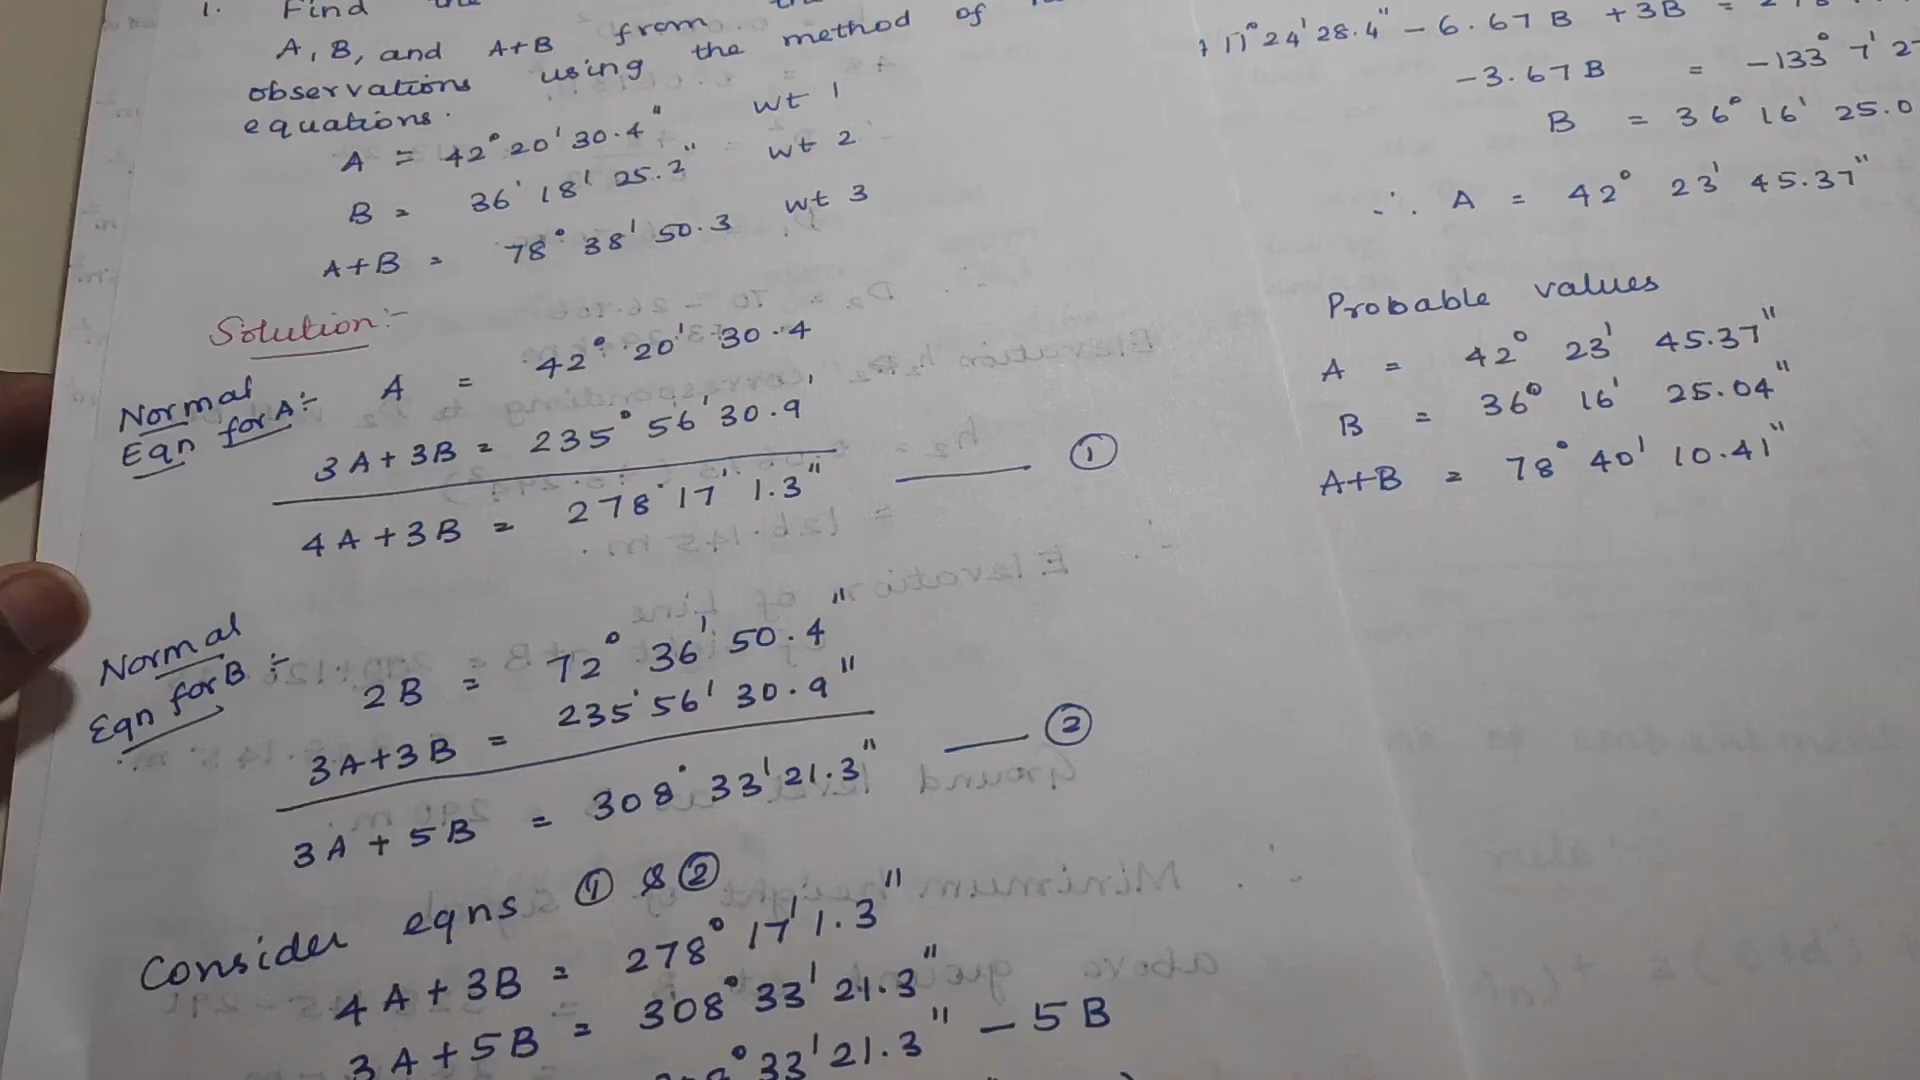 1. Find the
A, B, and A+B from the
observations using the method of
equations.
A = 42° 20' 30.4" wt 1
B = 36' 18' 25.2" wt 2
A+B = 78° 38' 50.3 wt 3
Solution:-
Normal
Eqn for A:- A = 42° 20' 30.4
3A+3B = 235° 56' 30.9
4A+3B = 278° 17' 1.3" ①
Normal
Eqn for B:- 2B = 72° 36' 50.4"
3A+3B = 235° 56' 30.9"
3A+5B = 308° 33' 21.3" ②
Consider eqns ① & ②
4A+3B = 278° 17' 1.3"
3A+5B = 308° 33' 21.3"
33' 21.3" - 5B
11° 24' 28.4" - 6.67B + 3B =
-3.67B = -133° 7'
B = 36° 16' 25.0
∴ A = 42° 23' 45.37"
Probable values
A = 42° 23' 45.37"
B = 36° 16' 25.04"
A+B = 78° 40' 10.41"